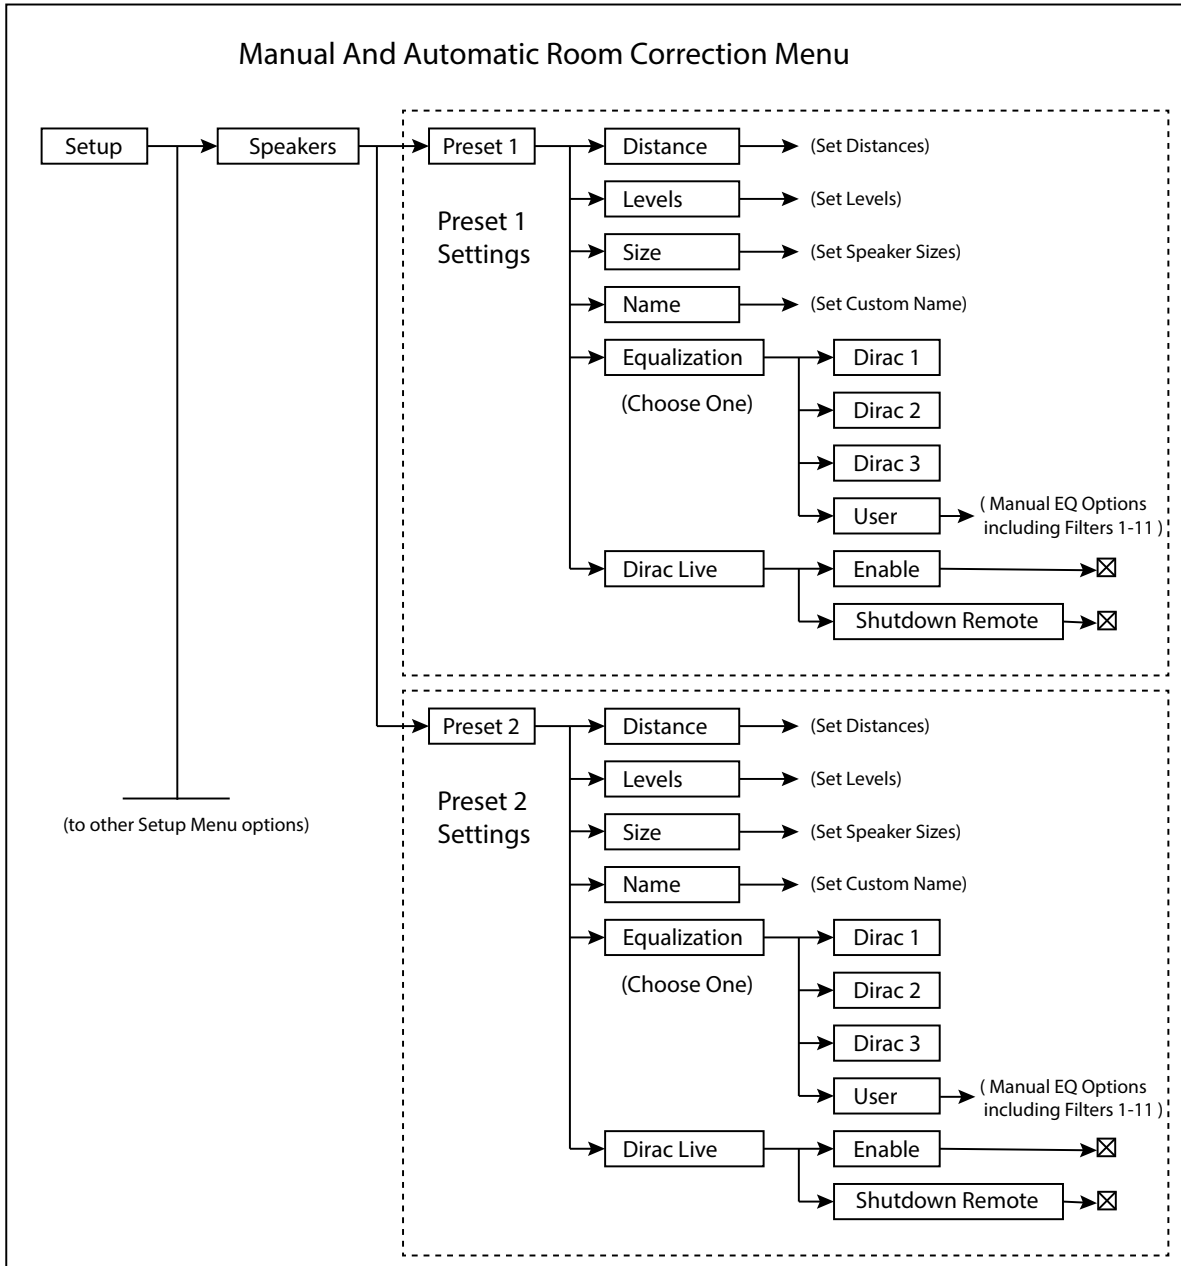 Manual And Automatic Room Correction Menu
Setup
Speakers
Preset 1
Distance
(Set Distances)
Levels
(Set Levels)
Preset 1
Settings
Size
(Set Speaker Sizes)
Name
(Set Custom Name)
Equalization
(Choose One)
Dirac 1
Dirac 2
Dirac 3
User
( Manual EQ Options
including Filters 1-11 )
Dirac Live
Enable
Shutdown Remote
Preset 2
Distance
(Set Distances)
Levels
(Set Levels)
Preset 2
Settings
Size
(Set Speaker Sizes)
(to other Setup Menu options)
Name
(Set Custom Name)
Equalization
(Choose One)
Dirac 1
Dirac 2
Dirac 3
User
( Manual EQ Options
including Filters 1-11 )
Dirac Live
Enable
Shutdown Remote